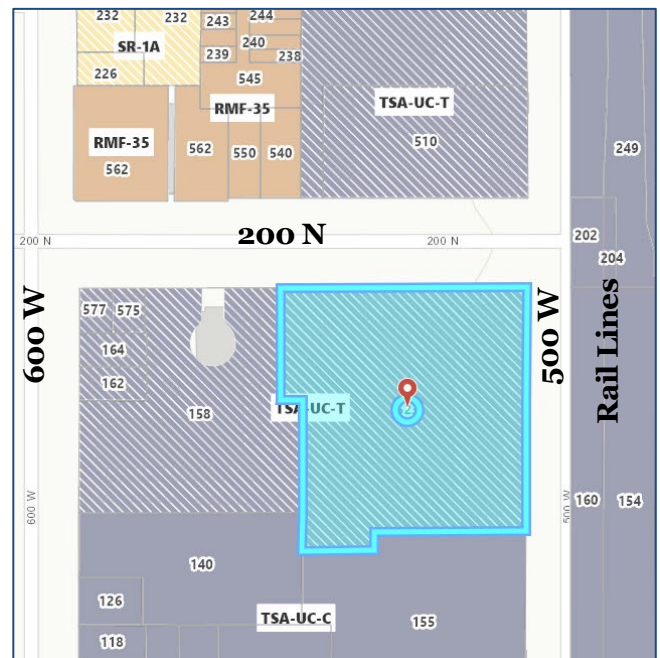 232 232 243 244
SR-1A
239 240
238
226
545
TSA-UC-T
RMF-35
510
RMF-35
562 562 550 540
249
202
204
200 N 200 N 200 N
600 W
500 W
Rail Lines
577 575
164
162
158
TSA-UC-T
160 154
600 W
500 W
140
126
TSA-UC-C
155
118